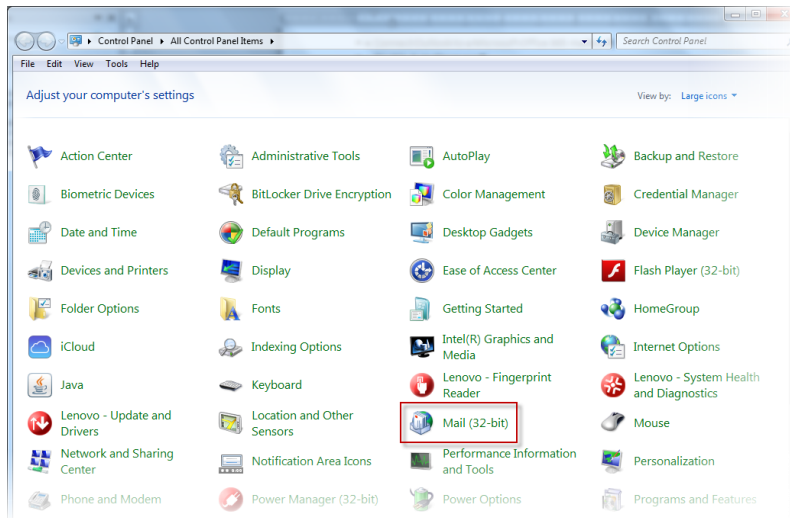 Control Panel All Control Panel Items
Search Control Panel
File Edit View Tools Help
Adjust your computer's settings
View by: Large icons
Action Center
Administrative Tools
AutoPlay
Backup and Restore
Biometric Devices
BitLocker Drive Encryption
Color Management
Credential Manager
Date and Time
Default Programs
Desktop Gadgets
Device Manager
Devices and Printers
Display
Ease of Access Center
Flash Player (32-bit)
Folder Options
Fonts
Getting Started
HomeGroup
iCloud
Indexing Options
Intel(R) Graphics and
Media
Internet Options
Java
Keyboard
Lenovo - Fingerprint
Reader
Lenovo - System Health
and Diagnostics
Lenovo - Update and
Drivers
Location and Other
Sensors
Mail (32-bit)
Mouse
Network and Sharing
Center
Notification Area Icons
Performance Information
and Tools
Personalization
Phone and Modem
Power Manager (32-bit)
Power Options
Programs and Features